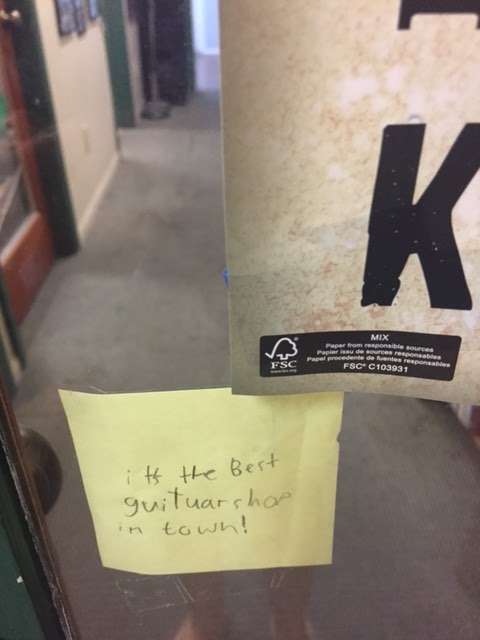 K
MIX
Paper from responsible sources
Papier issu de sources responsables
Papel procedente de fuentes responsables
FSC® C103931
FSC
www.fsc.org
it's the Best
guituarshop
in town!